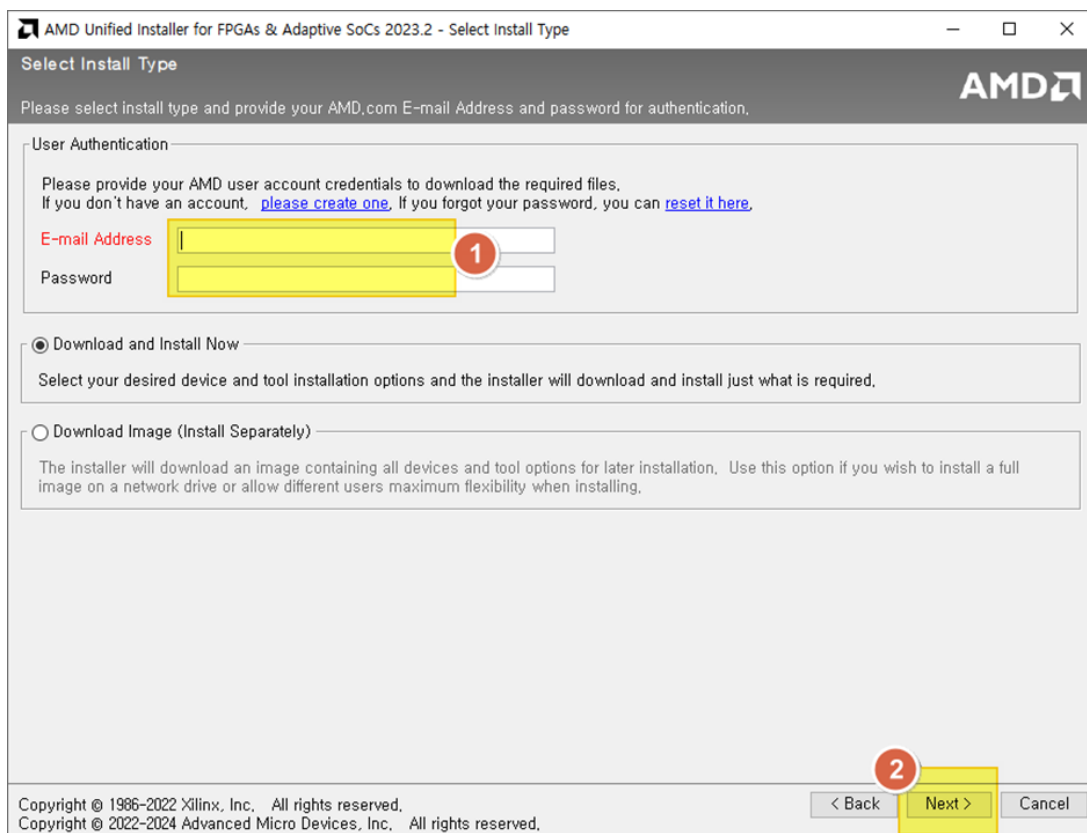 AMD Unified Installer for FPGAs & Adaptive SoCs 2023.2 - Select Install Type
Select Install Type
AMD
Please select install type and provide your AMD.com E-mail Address and password for authentication.
User Authentication
Please provide your AMD user account credentials to download the required files.
If you don't have an account, please create one. If you forgot your password, you can reset it here.
E-mail Address
1
Password
Download and Install Now
Select your desired device and tool installation options and the installer will download and install just what is required.
Download Image (Install Separately)
The installer will download an image containing all devices and tool options for later installation. Use this option if you wish to install a full
image on a network drive or allow different users maximum flexibility when installing.
2
Copyright © 1986-2022 Xilinx, Inc. All rights reserved.
Copyright © 2022-2024 Advanced Micro Devices, Inc. All rights reserved.
< Back Next > Cancel